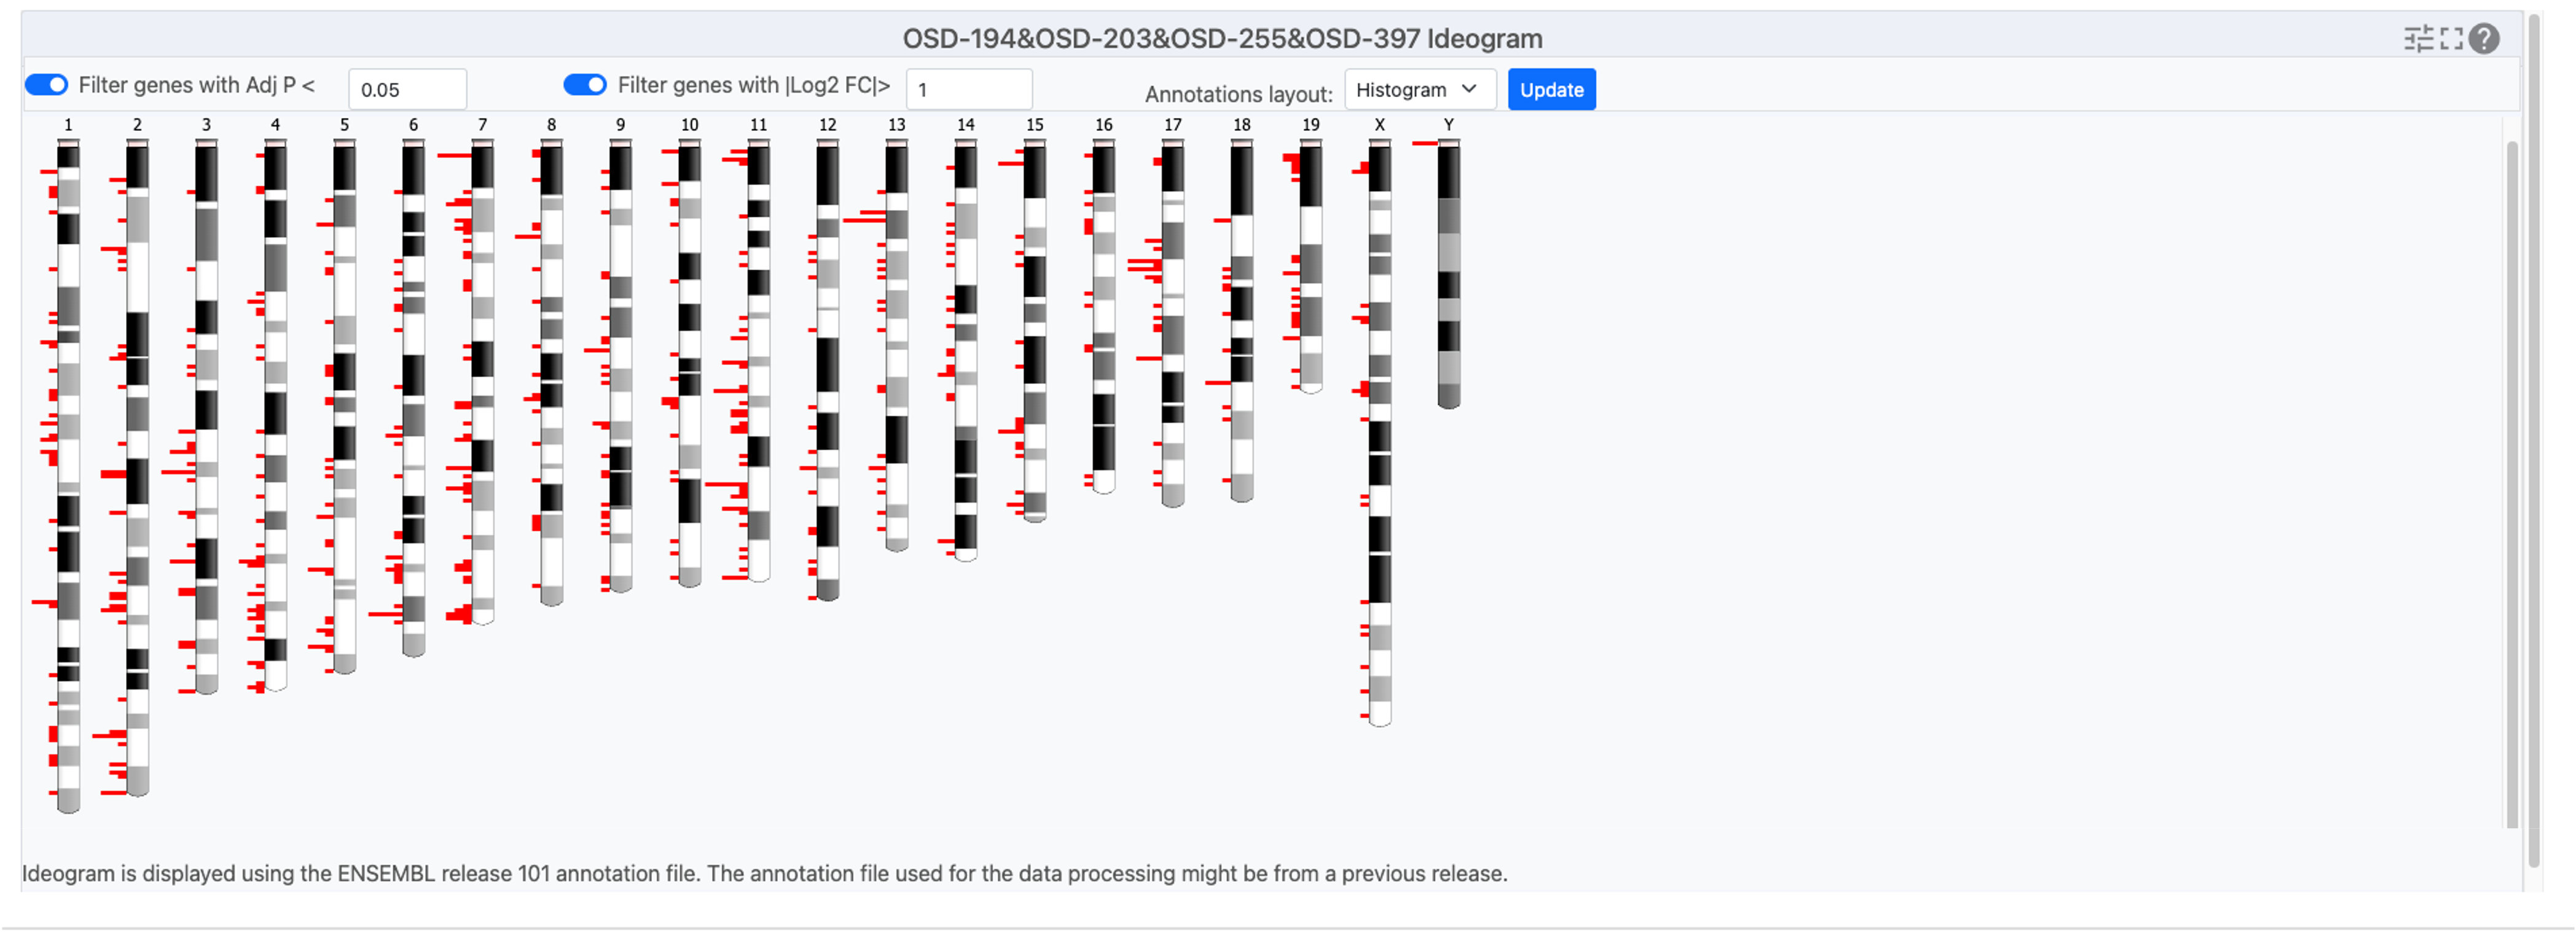 OSD-194&OSD-203&OSD-255&OSD-397 Ideogram
Filter genes with Adj P < 0.05 Filter genes with |Log2 FC|> 1 Annotations layout: Histogram Update
1 2 3 4 5 6 7 8 9 10 11 12 13 14 15 16 17 18 19 X Y
Ideogram is displayed using the ENSEMBL release 101 annotation file. The annotation file used for the data processing might be from a previous release.